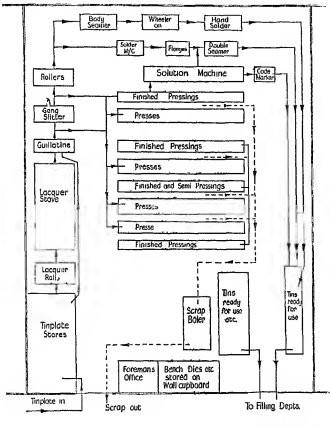 Body
Seamer
Wheeler
on
Hand
Solder
Solder
M/C
Flanges
Double
Seamer
Rollers
Solution Machine
Code
Marker
Finished Pressings
Gang
Slitter
Presses
Guillotine
Finished Pressings
Lacquer
Stove
Presses
Finished and Semi Pressings
Presses
Presse
Finished Pressings
Lacquer
Rolls
Tinplate
Stores
Scrap
Baler
Tins
ready
for use
etc.
Tins
ready
for
use
Foremans
Office
Bench Dies etc
stored on
Wall cupboard
Tinplate in
Scrap out
To Filling Depts.